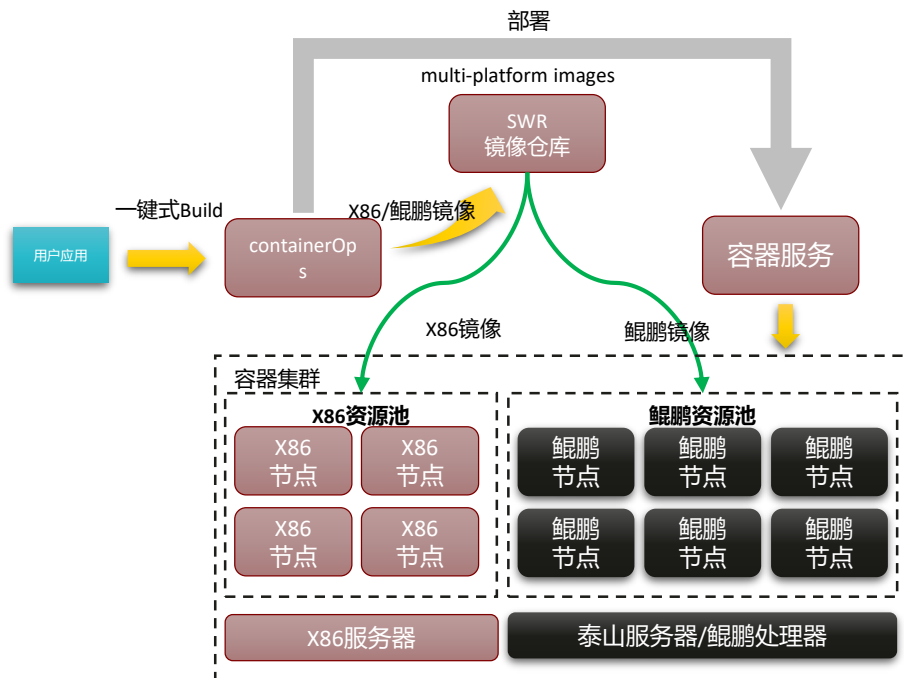 部署
multi-platform images
SWR
镜像仓库
一键式Build
X86/鲲鹏镜像
用户应用
containerOp
s
容器服务
X86镜像
鲲鹏镜像
容器集群
X86资源池
鲲鹏资源池
X86
节点
X86
节点
鲲鹏
节点
鲲鹏
节点
鲲鹏
节点
X86
节点
X86
节点
鲲鹏
节点
鲲鹏
节点
鲲鹏
节点
X86服务器
泰山服务器/鲲鹏处理器